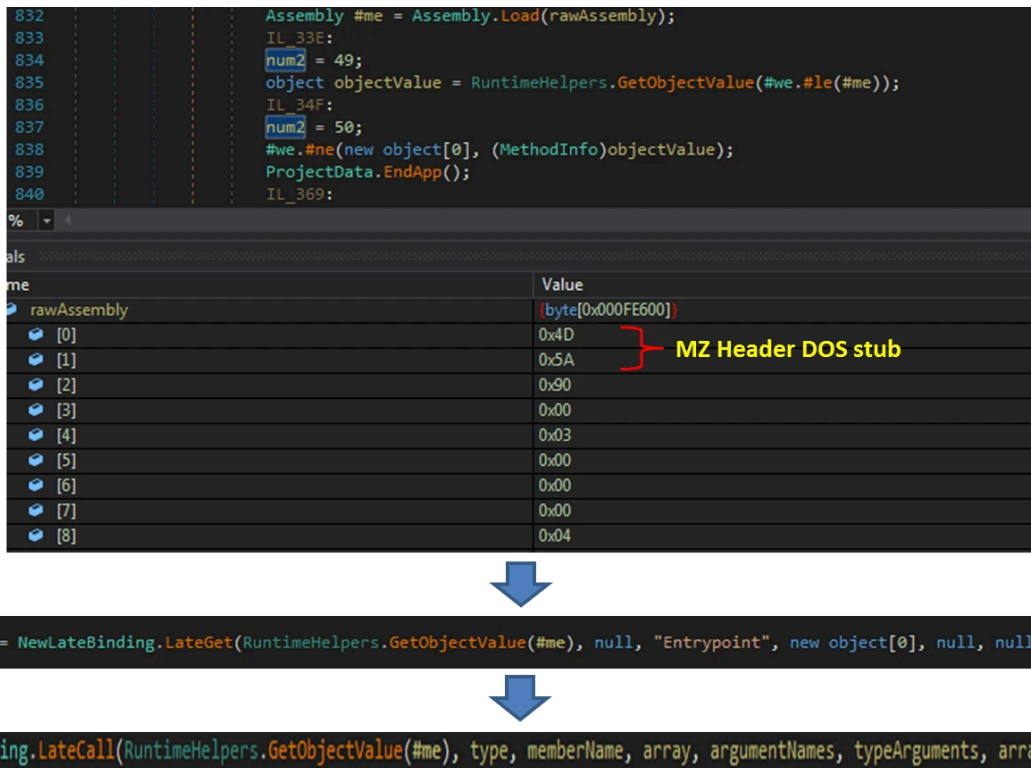 832 Assembly #me = Assembly.Load(rawAssembly);
833 IL_33E:
834 num2 = 49;
835 object objectValue = RuntimeHelpers.GetObjectValue(#we.#le(#me));
836 IL_34F:
837 num2 = 50;
838 #we.#ne(new object[0], (MethodInfo)objectValue);
839 ProjectData.EndApp();
840 IL_369:
%
als
me Value
rawAssembly {byte[0x000FE600]}
[0] 0x4D
[1] 0x5A
MZ Header DOS stub
[2] 0x90
[3] 0x00
[4] 0x03
[5] 0x00
[6] 0x00
[7] 0x00
[8] 0x04
= NewLateBinding.LateGet(RuntimeHelpers.GetObjectValue(#me), null, "Entrypoint", new object[0], null, null
ing.LateCall(RuntimeHelpers.GetObjectValue(#me), type, memberName, array, argumentNames, typeArguments, arra